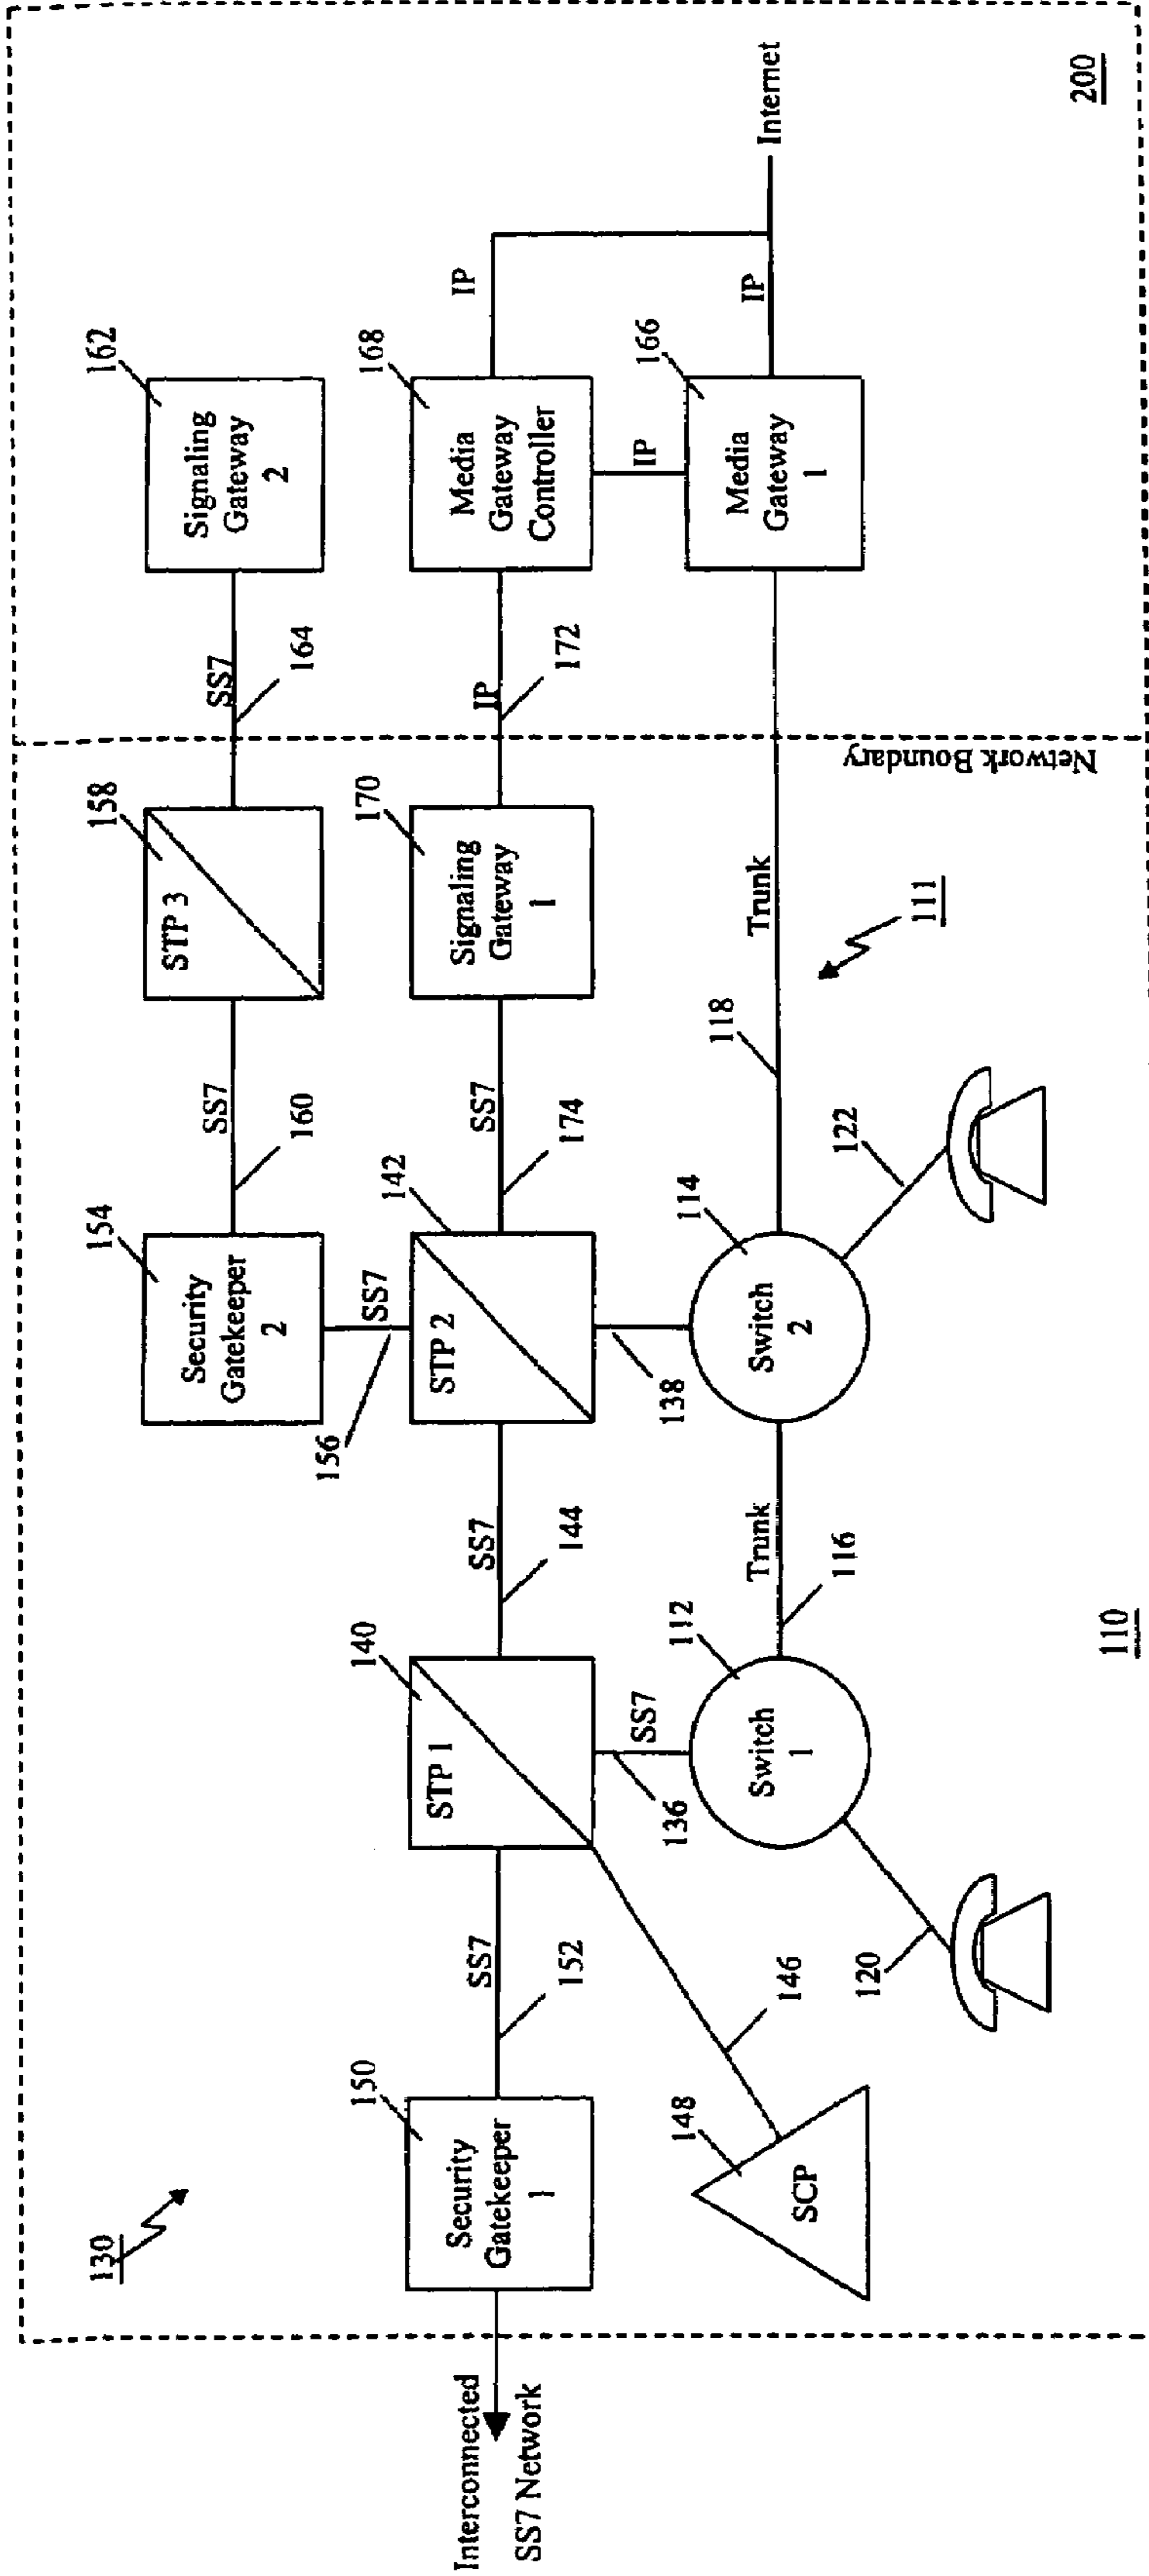 130
Interconnected
SS7 Network
150
Security
Gatekeeper
1
SS7
152
148
SCP
146
140
STP 1
136
SS7
112
Switch
1
120
SS7
144
Trunk
116
110
154
Security
Gatekeeper
2
156
SS7
142
STP 2
138
114
Switch
2
122
SS7
160
SS7
174
118
Trunk
111
158
STP 3
170
Signaling
Gateway
1
Network Boundary
SS7
164
IP
172
162
Signaling
Gateway
2
168
Media
Gateway
Controller
IP
166
Media
Gateway
1
IP
IP
Internet
200